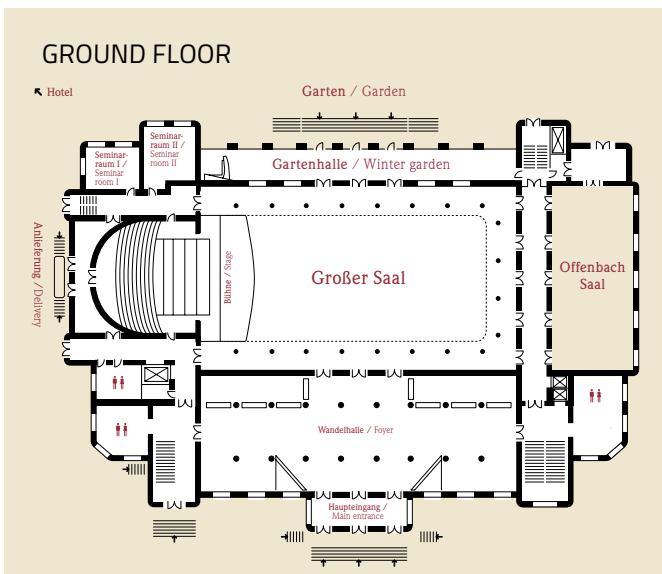 GROUND FLOOR
Hotel
Garten / Garden
Seminar-
raum II /
Seminar
room II
Seminar-
raum I /
Seminar
room I
Gartenhalle / Winter garden
Anlieferung / Delivery
Bühne / Stage
Großer Saal
Offenbach
Saal
Wandelhalle / Foyer
Haupteingang /
Main entrance